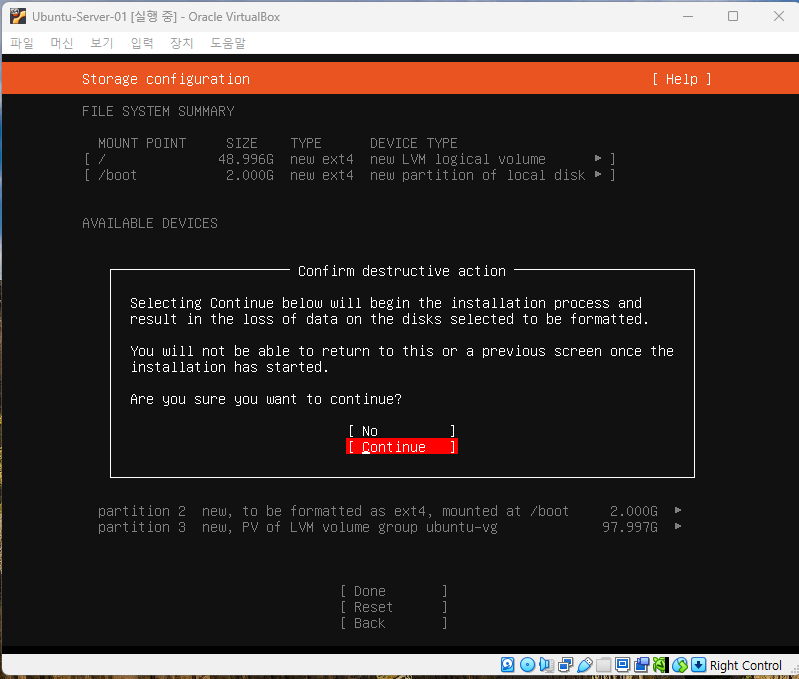 Ubuntu-Server-01 [실행 중] - Oracle VirtualBox
파일 머신 보기 입력 장치 도움말
Storage configuration [ Help ]
FILE SYSTEM SUMMARY
MOUNT POINT SIZE TYPE DEVICE TYPE
[ / 48.996G new ext4 new LVM logical volume ▸ ]
[ /boot 2.000G new ext4 new partition of local disk ▸ ]
AVAILABLE DEVICES
Confirm destructive action
Selecting Continue below will begin the installation process and
result in the loss of data on the disks selected to be formatted.
You will not be able to return to this or a previous screen once the
installation has started.
Are you sure you want to continue?
[ No ]
[ Continue ]
partition 2 new, to be formatted as ext4, mounted at /boot 2.000G ▸
partition 3 new, PV of LVM volume group ubuntu-vg 97.997G ▸
[ Done ]
[ Reset ]
[ Back ]
Right Control